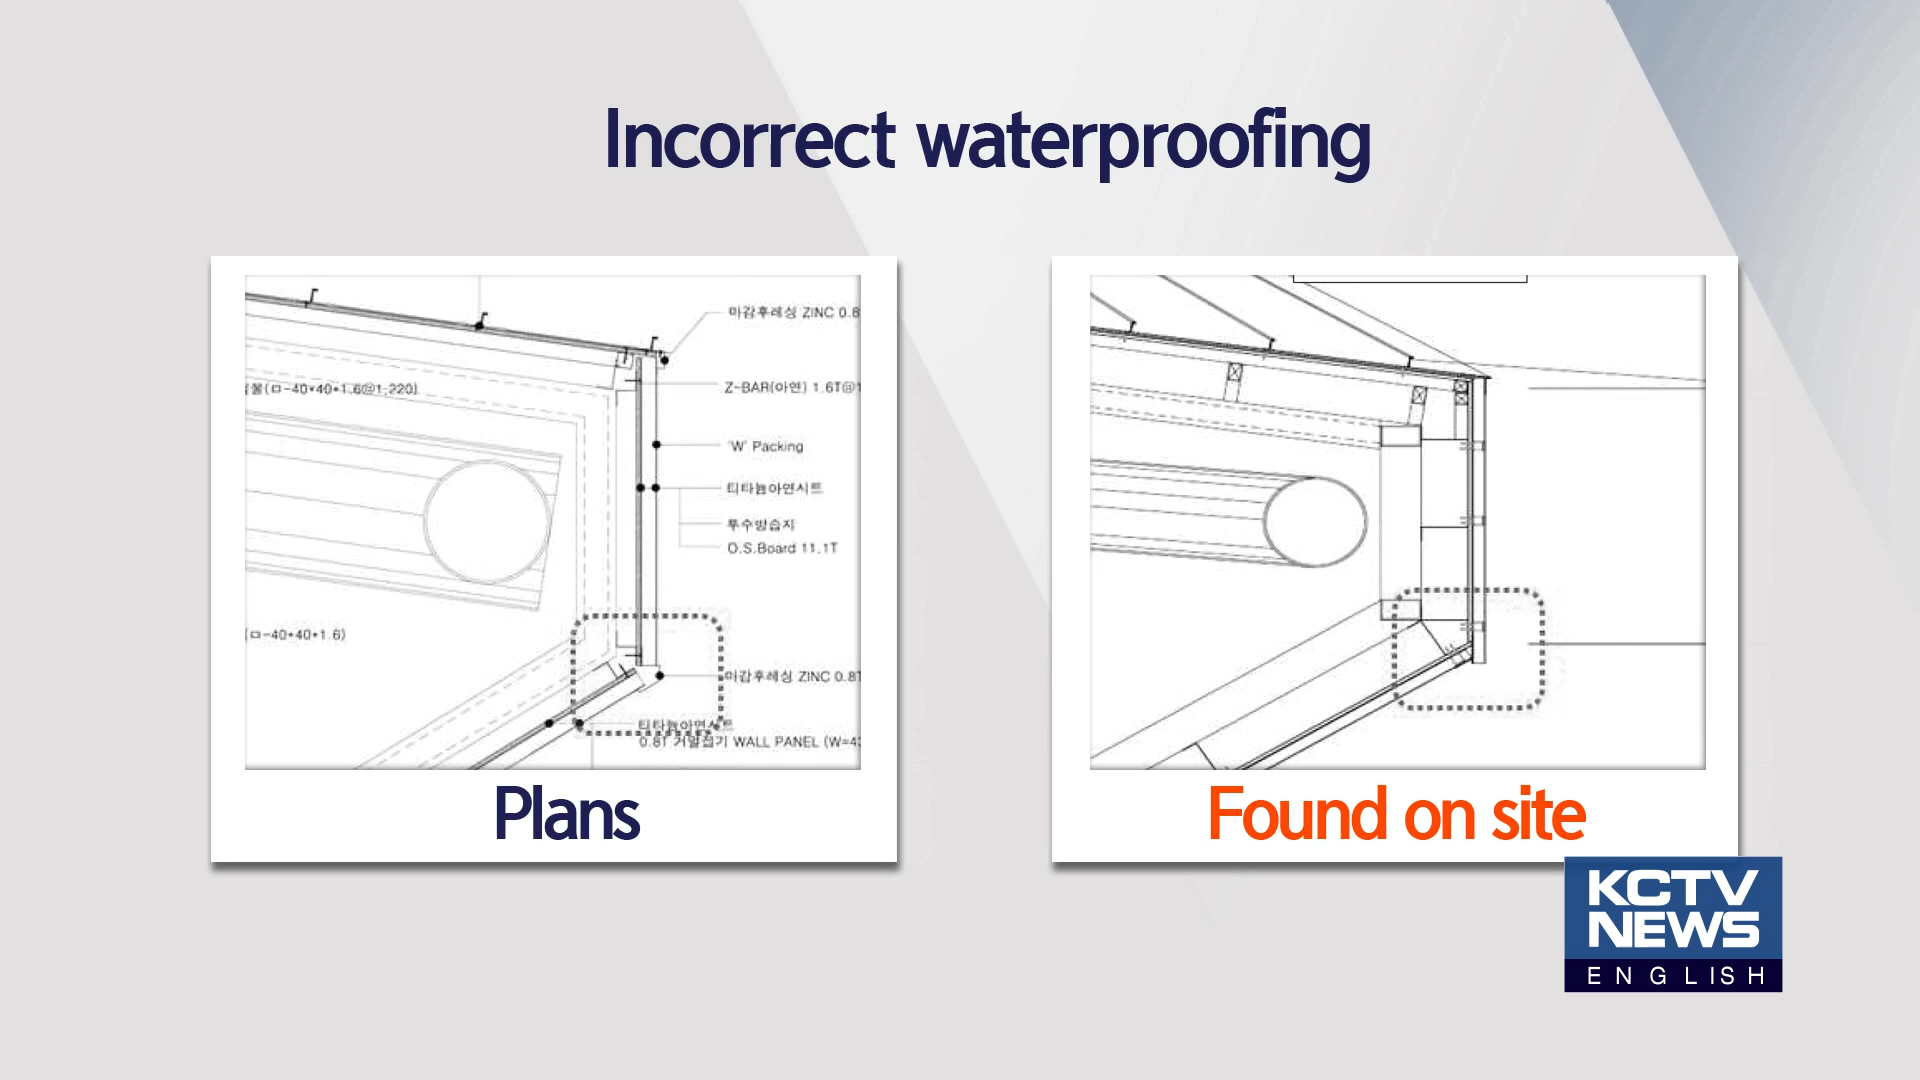 Incorrect waterproofing
마감후레싱 ZINC 0.8
(ㅁ-40*40*1.6@1,220)
Z-BAR(아연) 1.6T@
'W' Packing
티타늄아연시트
투수방습지
O.S.Board 11.1T
(ㅁ-40*40*1.6)
마감후레싱 ZINC 0.8T
티타늄아연시트
0.8T 거멀접기 WALL PANEL (W=43
Plans
Found on site
KCTV
NEWS
ENGLISH